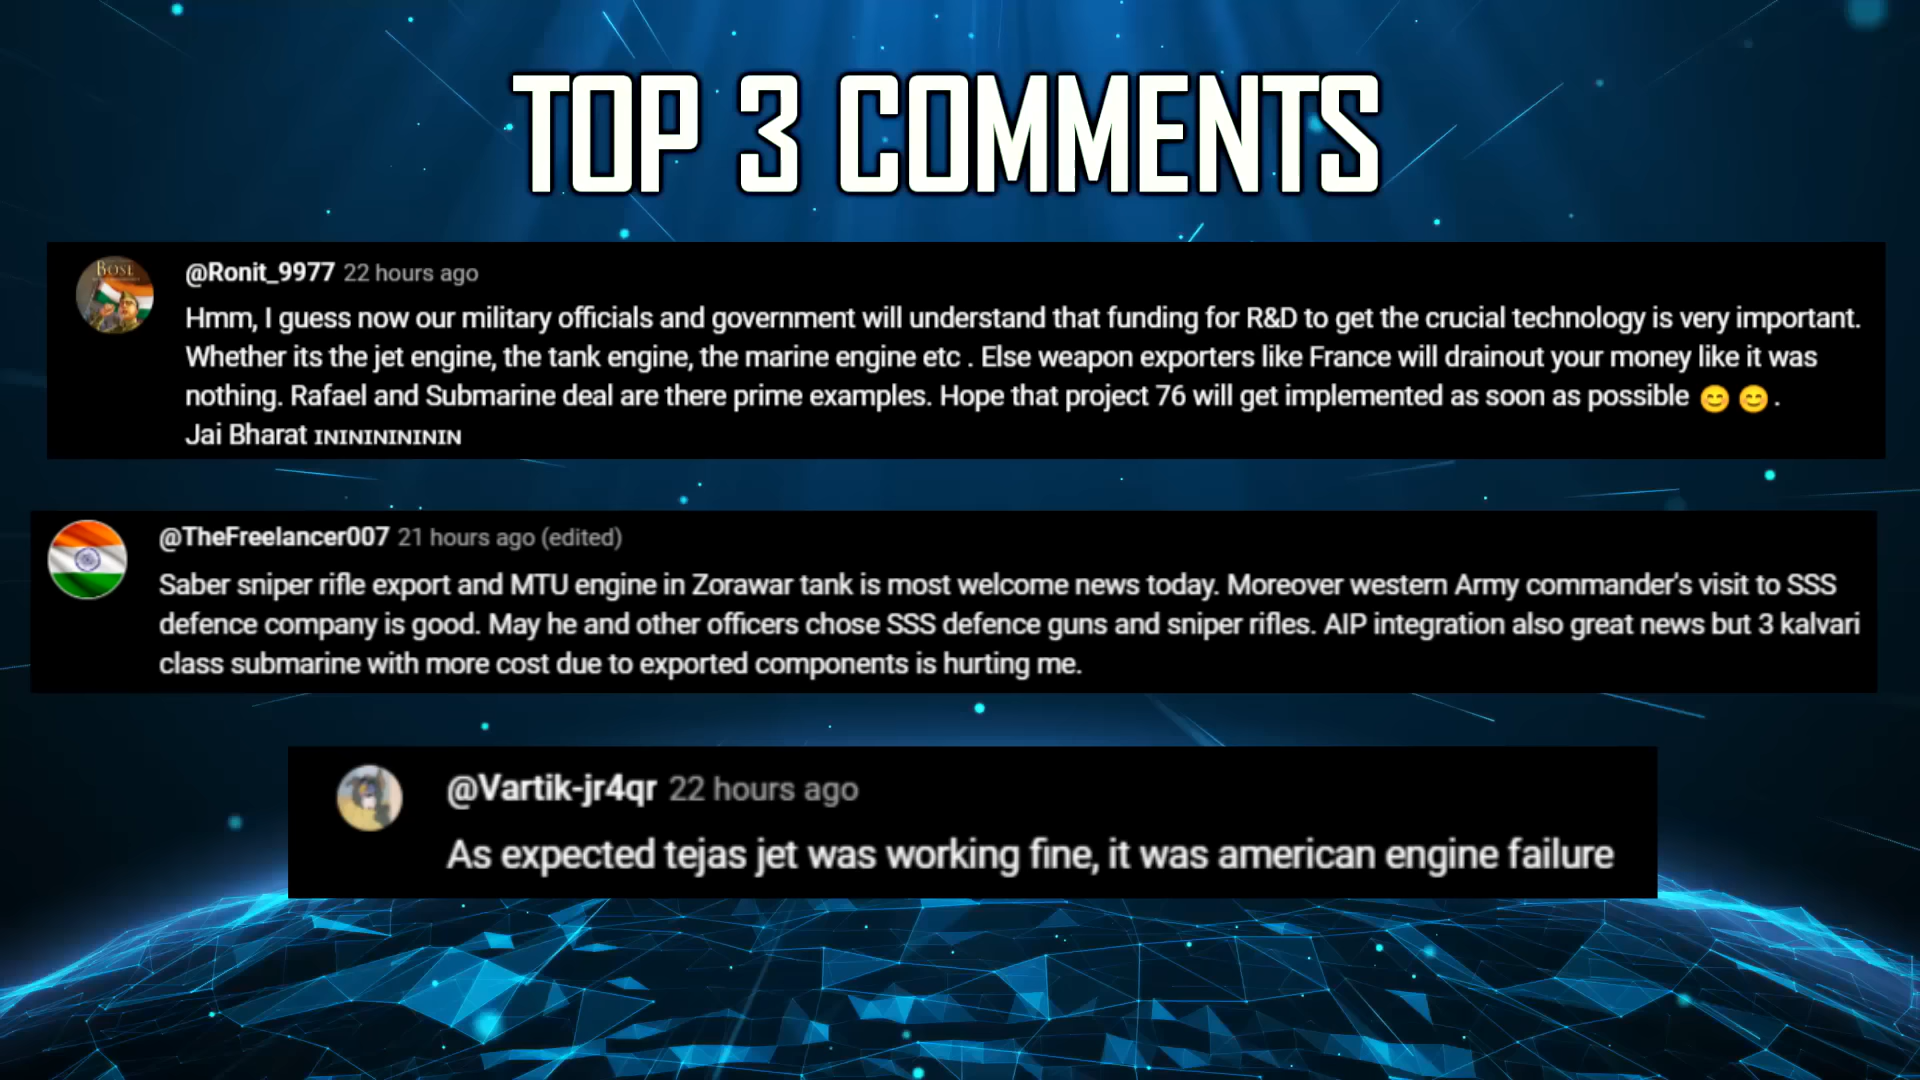 TOP 3 COMMENTS
BOSE
@Ronit_9977 22 hours ago
Hmm, I guess now our military officials and government will understand that funding for R&D to get the crucial technology is very important.
Whether its the jet engine, the tank engine, the marine engine etc . Else weapon exporters like France will drainout your money like it was
nothing. Rafael and Submarine deal are there prime examples. Hope that project 76 will get implemented as soon as possible 😊 😊 .
Jai Bharat ɪɴɪɴɪɴɪɴɪɴɪɴ
@TheFreelancer007 21 hours ago (edited)
Saber sniper rifle export and MTU engine in Zorawar tank is most welcome news today. Moreover western Army commander's visit to SSS
defence company is good. May he and other officers chose SSS defence guns and sniper rifles. AIP integration also great news but 3 kalvari
class submarine with more cost due to exported components is hurting me.
@Vartik-jr4qr 22 hours ago
As expected tejas jet was working fine, it was american engine failure